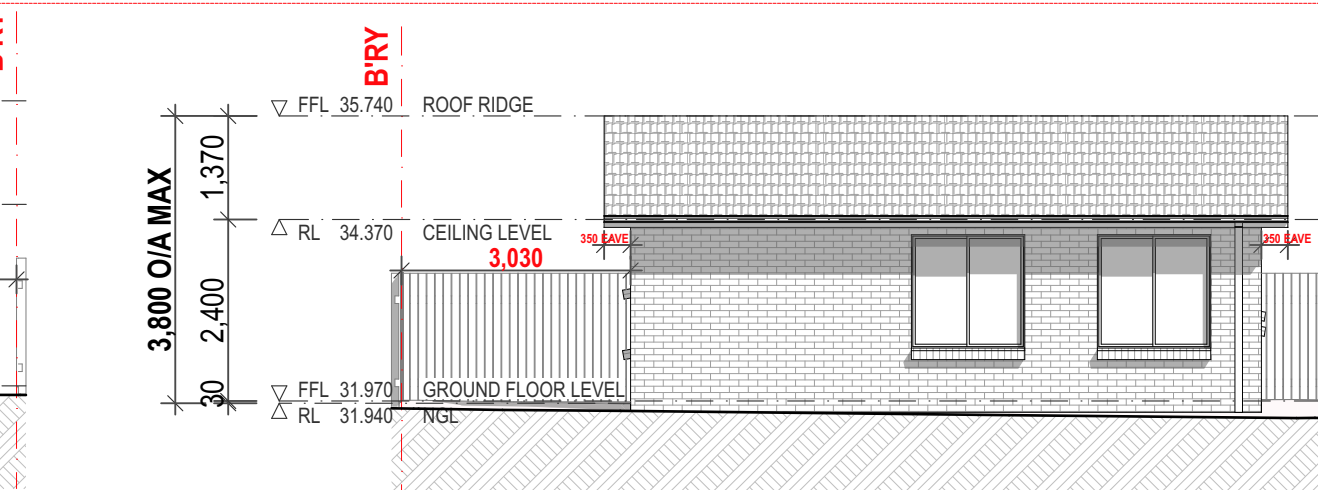 B'RY
FFL 35.740 ROOF RIDGE
1,370
RL 34.370 CEILING LEVEL
350 EAVE
350 EAVE
3,030
3,800 O/A MAX
2,400
FFL 31.970 GROUND FLOOR LEVEL
30
RL 31.940 NGL